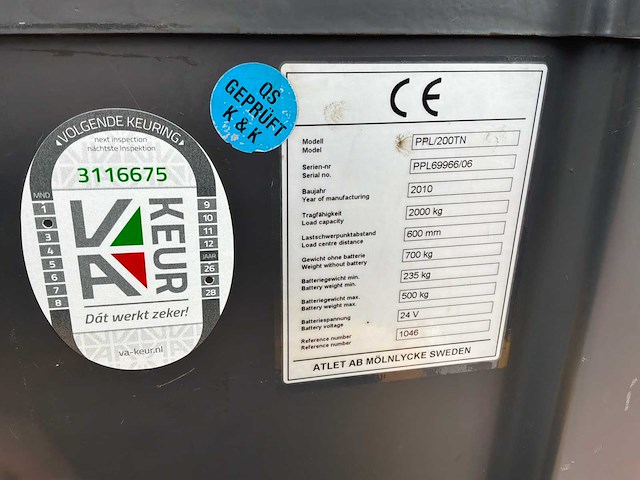 VOLGENDE KEURING
next inspection
nächste Inspektion
3116675
MND.
1
3
4
5
6
7
8
9
10
11
12
JAAR
26
28
VA
KEUR
Dát werkt zeker!
va-keur.nl
QS
GEPRÜFT
K & K
CE
Modell
Model
PPL/200TN
Serien-nr
Serial no.
PPL69966/06
Baujahr
Year of manufacturing
2010
Tragfähigkeit
Load capacity
2000 kg
Lastschwerpunktabstand
Load centre distance
600 mm
Gewicht ohne batterie
Weight without battery
700 kg
Batteriegewicht min.
Battery weight min.
235 kg
Batteriegewicht max.
Battery weight max.
500 kg
Batteriespannung
Battery voltage
24 V
Reference number
Reference number
1046
ATLET AB MÖLNLYCKE SWEDEN